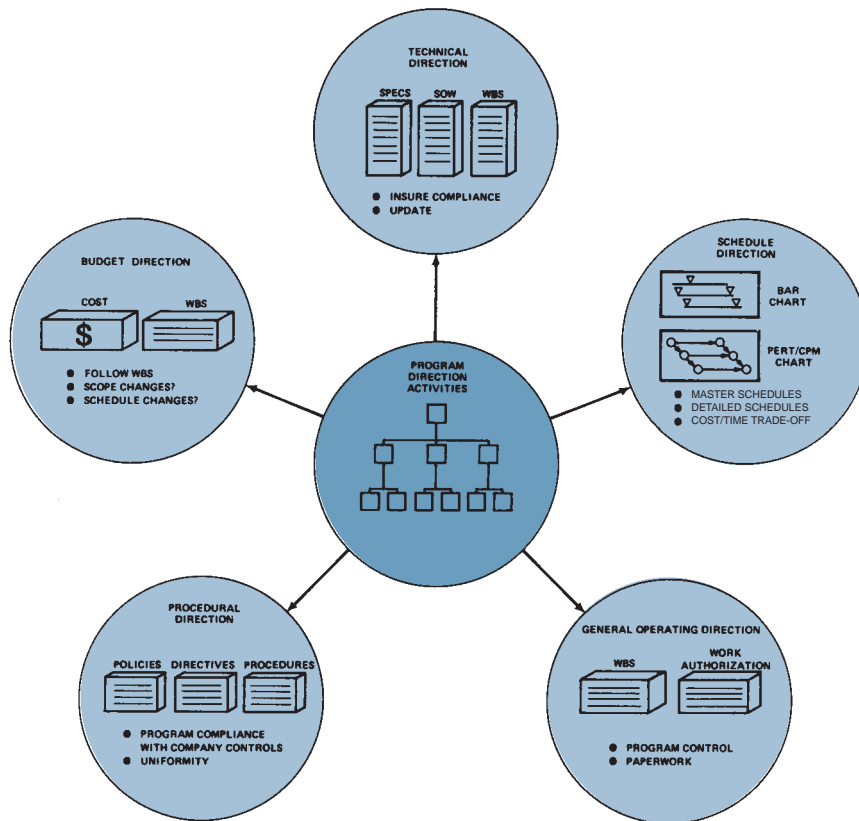 TECHNICAL
DIRECTION
SPECS SOW WBS
● INSURE COMPLIANCE
● UPDATE
BUDGET DIRECTION
COST WBS
$
● FOLLOW WBS
● SCOPE CHANGES?
● SCHEDULE CHANGES?
SCHEDULE
DIRECTION
BAR
CHART
PERT/CPM
CHART
● MASTER SCHEDULES
● DETAILED SCHEDULES
● COST/TIME TRADE-OFF
PROGRAM
DIRECTION
ACTIVITIES
PROCEDURAL
DIRECTION
POLICIES DIRECTIVES PROCEDURES
● PROGRAM COMPLIANCE
WITH COMPANY CONTROLS
● UNIFORMITY
GENERAL OPERATING DIRECTION
WBS
WORK
AUTHORIZATION
● PROGRAM CONTROL
● PAPERWORK